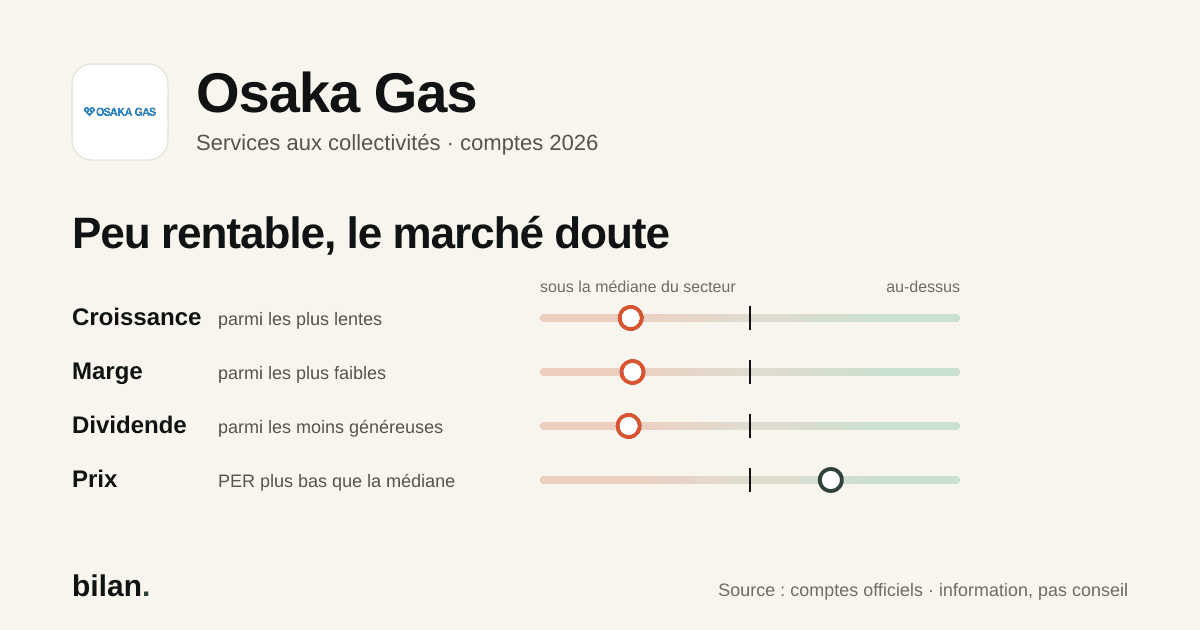 OSAKA GAS
Osaka Gas
Services aux collectivités · comptes 2026
Peu rentable, le marché doute
sous la médiane du secteur au-dessus
Croissance parmi les plus lentes
Marge parmi les plus faibles
Dividende parmi les moins généreuses
Prix PER plus bas que la médiane
bilan.
Source : comptes officiels · information, pas conseil